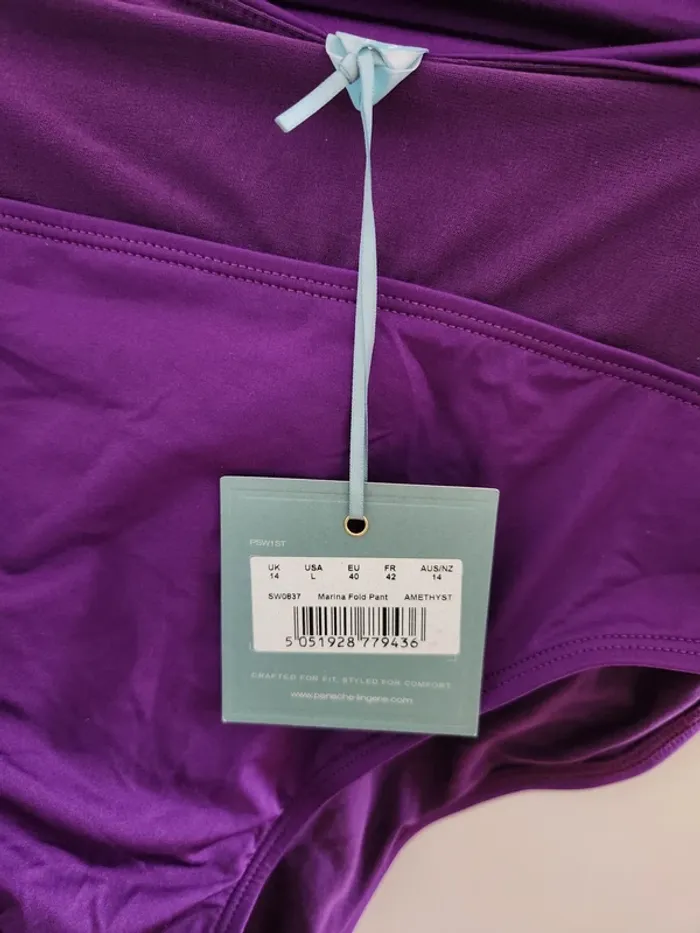 PSW1ST
UK USA EU FR AUS/NZ
14 L 40 42 14
SW0837 Marina Fold Pant AMETHYST
5 051928 779436
CRAFTED FOR FIT, STYLED FOR COMFORT
www.panache-lingerie.com